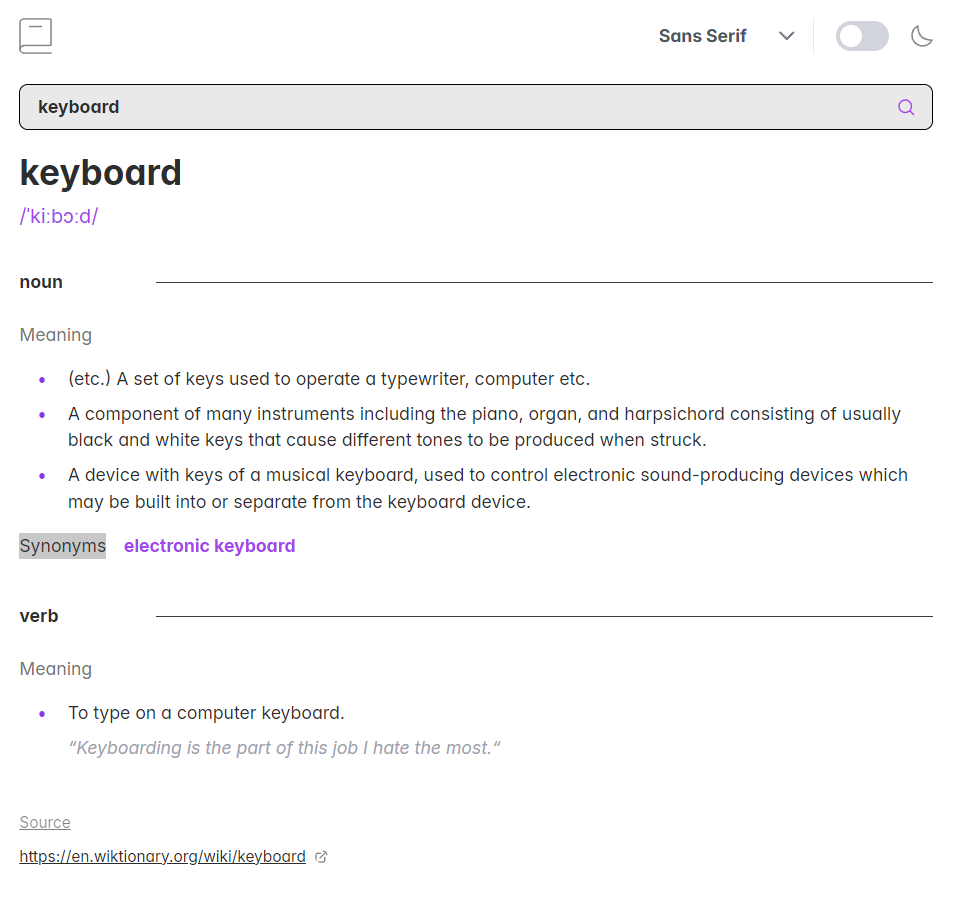 Sans Serif
keyboard
keyboard
/ˈkiːbɔːd/
noun
Meaning
(etc.) A set of keys used to operate a typewriter, computer etc.
A component of many instruments including the piano, organ, and harpsichord consisting of usually
black and white keys that cause different tones to be produced when struck.
A device with keys of a musical keyboard, used to control electronic sound-producing devices which
may be built into or separate from the keyboard device.
Synonyms electronic keyboard
verb
Meaning
To type on a computer keyboard.
“Keyboarding is the part of this job I hate the most.“
Source
https://en.wiktionary.org/wiki/keyboard